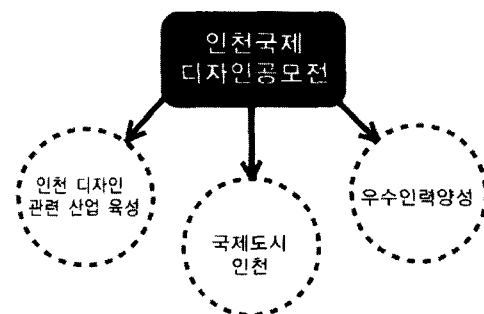 인천국제
디자인공모전
인천 디자인
관련 산업 육성
국제도시
인천
우수인력양성